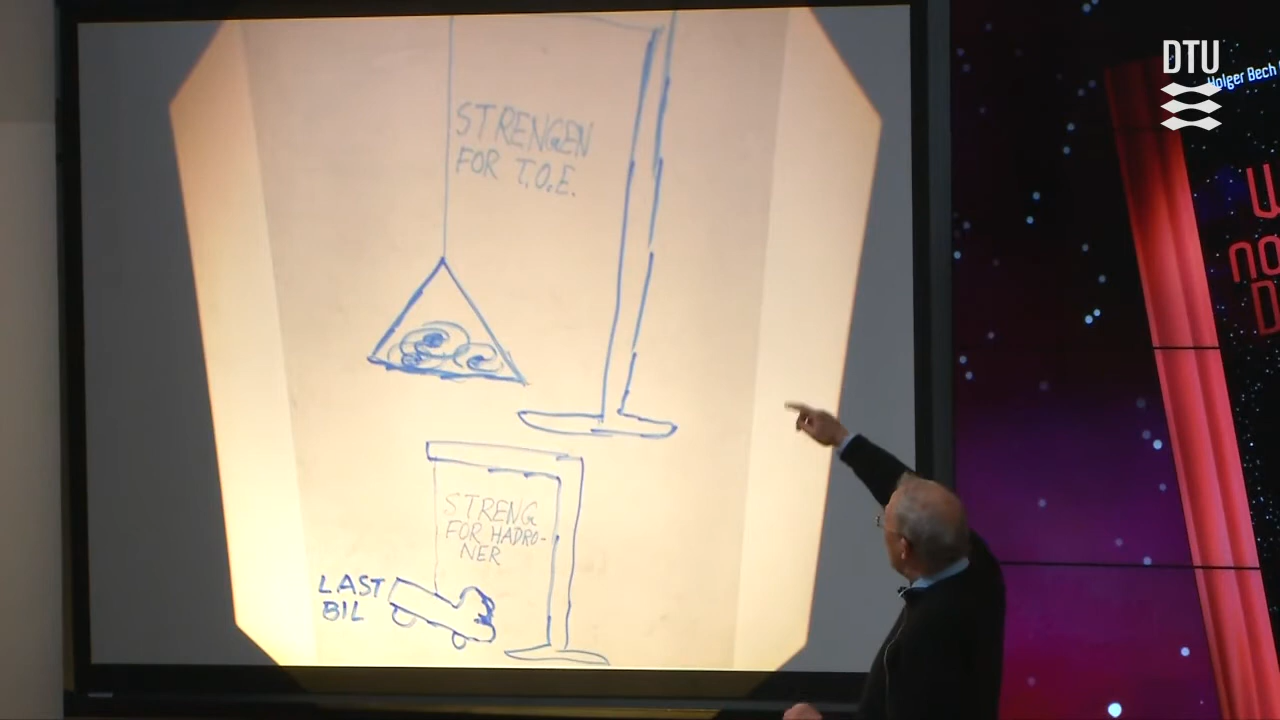 DTU
Holger Bech
STRENGEN
FOR T.O.E.
STRENG
FOR HADRO-
NER
LAST
BIL